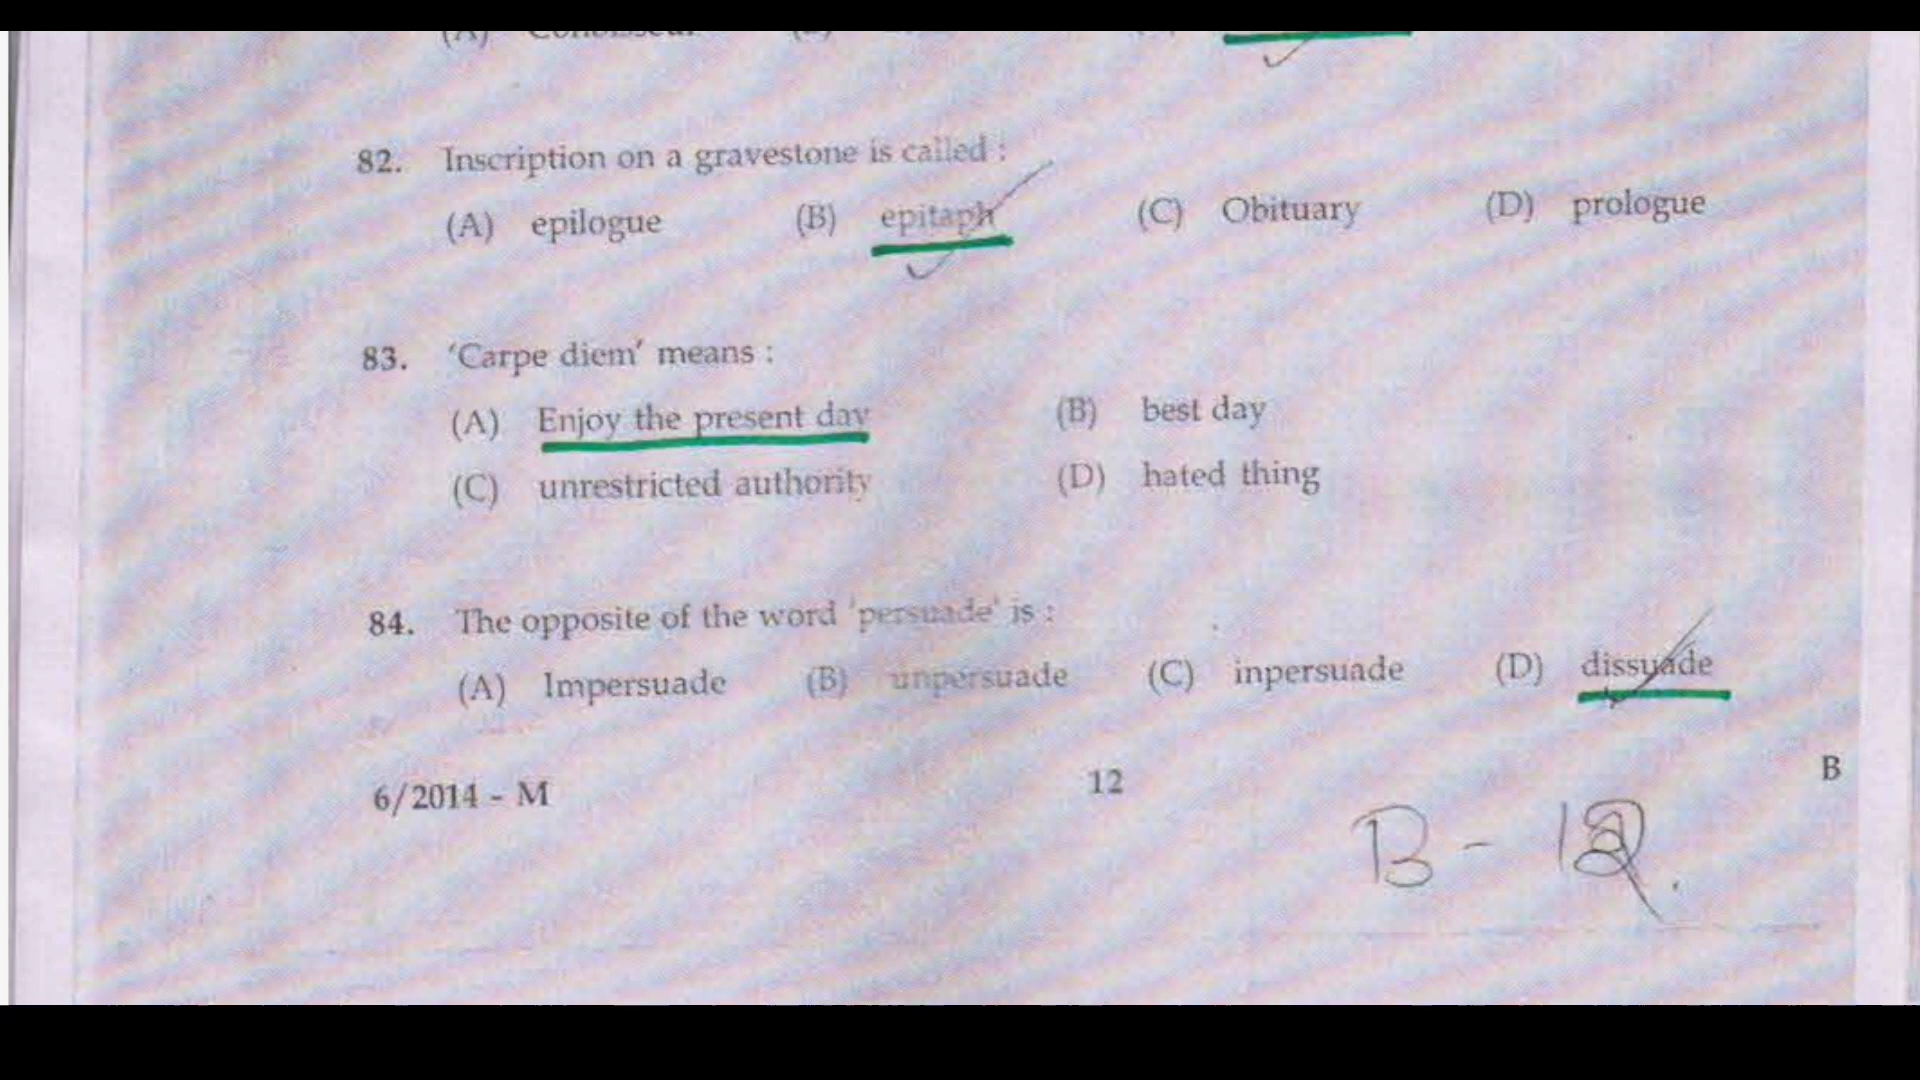 (A)
82. Inscription on a gravestone is called :
(A) epilogue (B) epitaph (C) Obituary (D) prologue
83. 'Carpe diem' means :
(A) Enjoy the present day (B) best day
(C) unrestricted authority (D) hated thing
84. The opposite of the word 'persuade' is :
(A) Impersuade (B) unpersuade (C) inpersuade (D) dissuade
6/2014 - M 12 B
B -